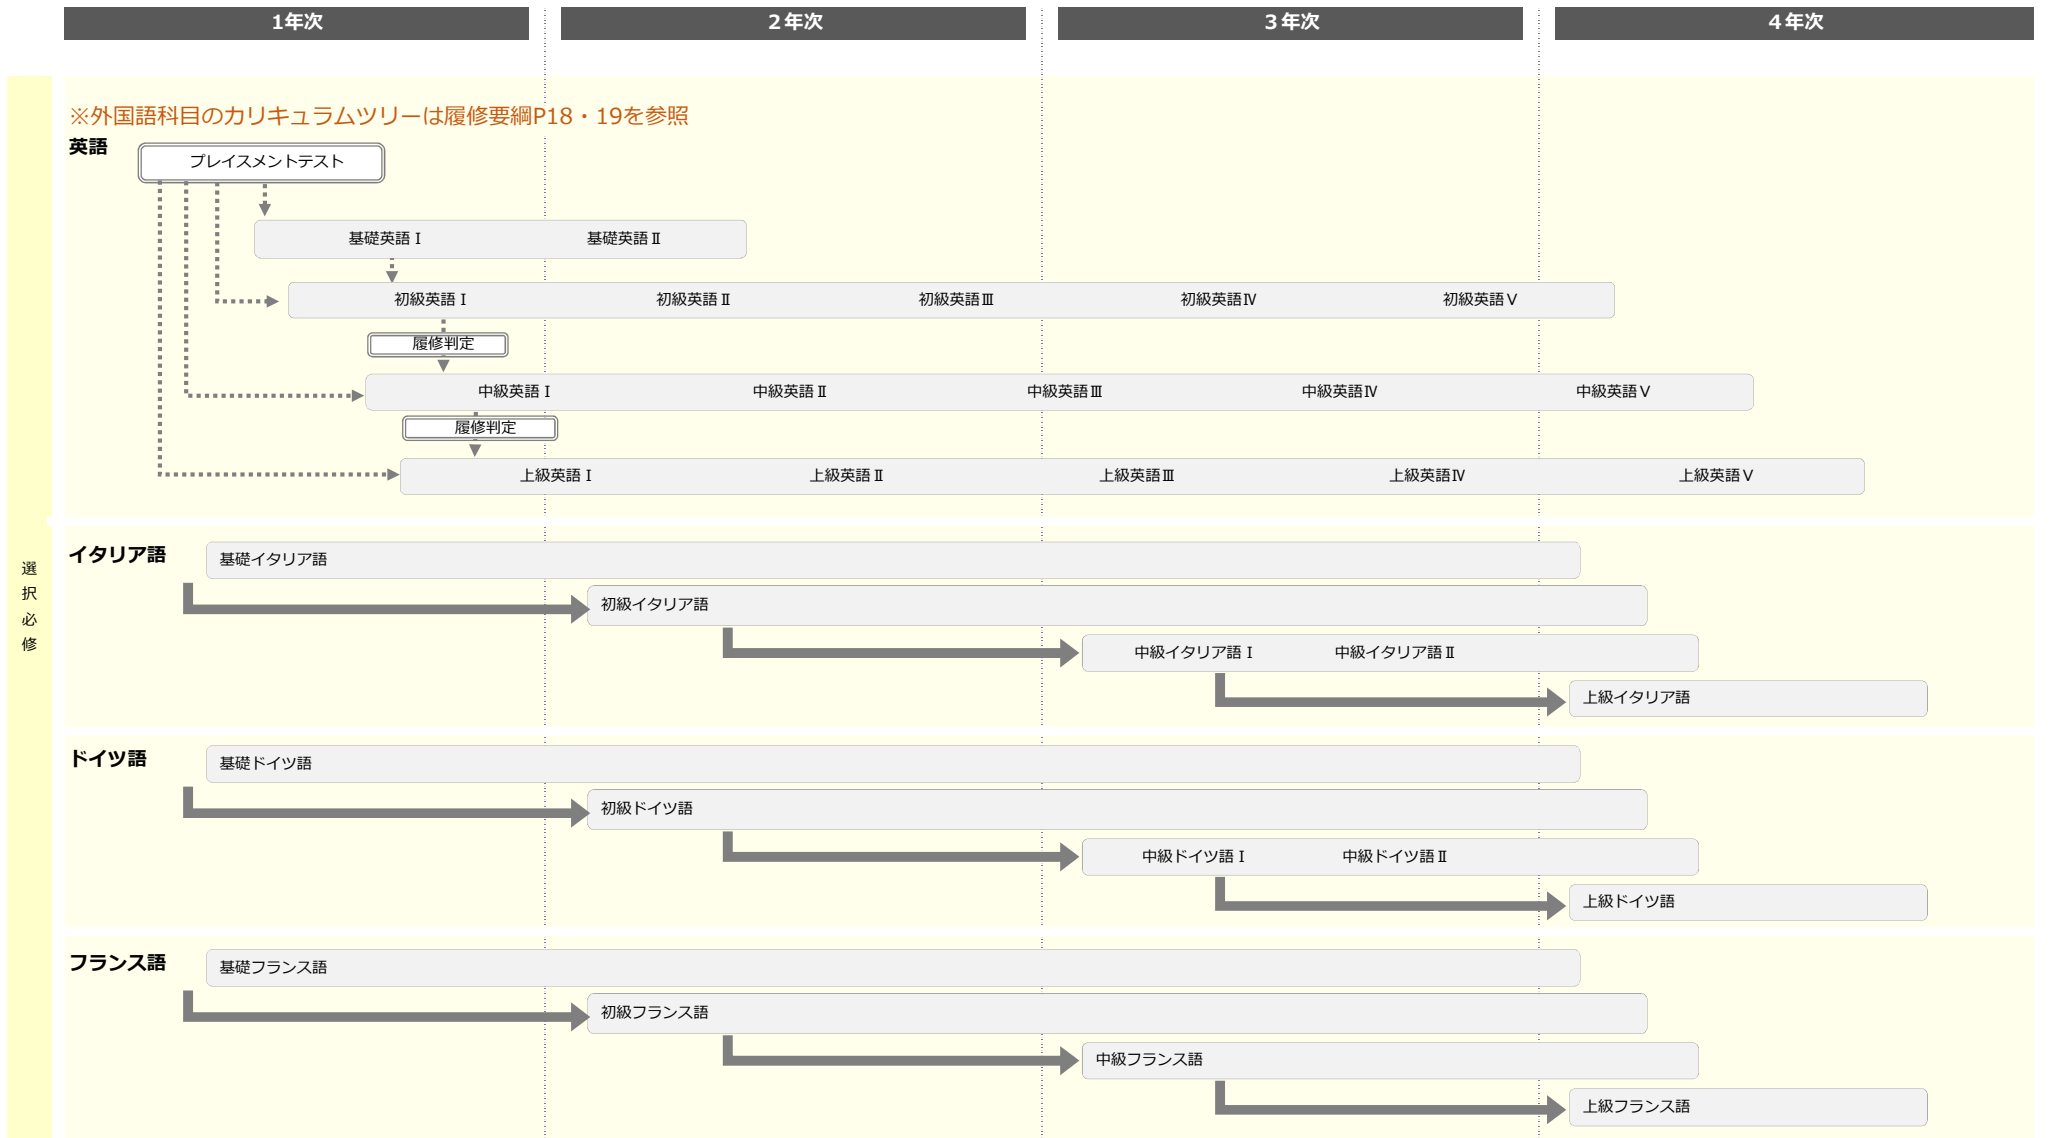 1年次 ２年次 ３年次 ４年次
選択必修
※外国語科目のカリキュラムツリーは履修要綱P18・19を参照
英語
プレイスメントテスト
基礎英語Ⅰ 基礎英語Ⅱ
初級英語Ⅰ 初級英語Ⅱ 初級英語Ⅲ 初級英語Ⅳ 初級英語Ⅴ
履修判定
中級英語Ⅰ 中級英語Ⅱ 中級英語Ⅲ 中級英語Ⅳ 中級英語Ⅴ
履修判定
上級英語Ⅰ 上級英語Ⅱ 上級英語Ⅲ 上級英語Ⅳ 上級英語Ⅴ
イタリア語 基礎イタリア語
初級イタリア語
中級イタリア語Ⅰ 中級イタリア語Ⅱ
上級イタリア語
ドイツ語 基礎ドイツ語
初級ドイツ語
中級ドイツ語Ⅰ 中級ドイツ語Ⅱ
上級ドイツ語
フランス語 基礎フランス語
初級フランス語
中級フランス語
上級フランス語